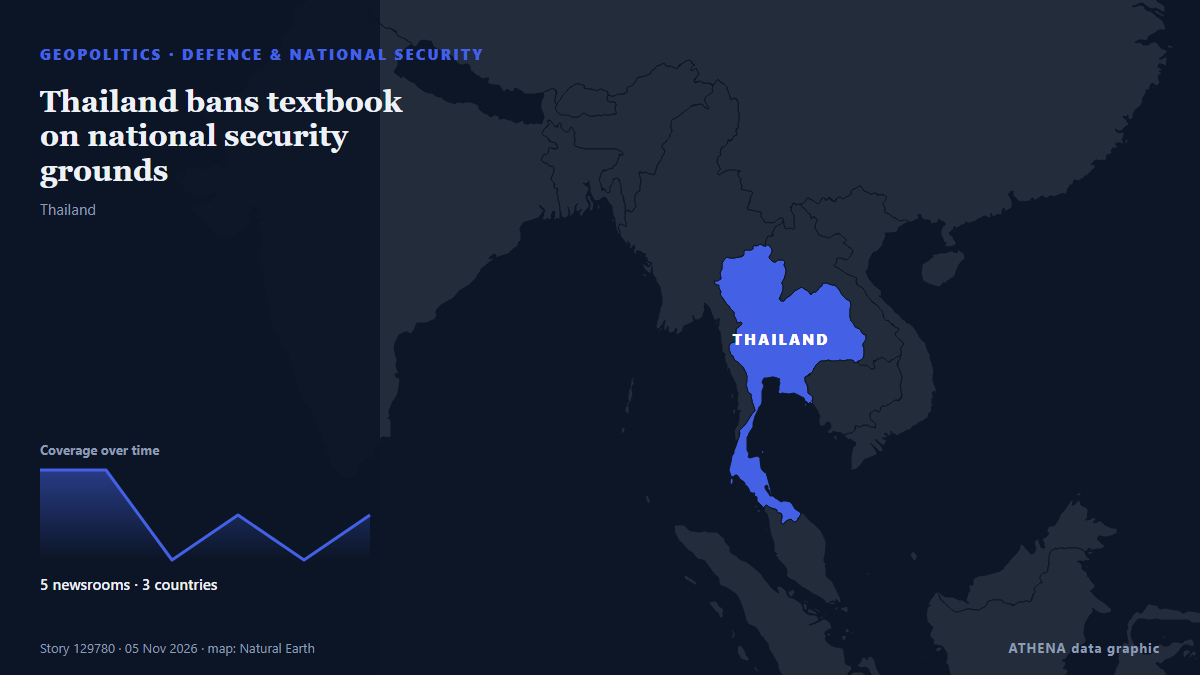 GEOPOLITICS · DEFENCE & NATIONAL SECURITY
Thailand bans textbook
on national security
grounds
Thailand
THAILAND
Coverage over time
5 newsrooms · 3 countries
Story 129780 · 05 Nov 2026 · map: Natural Earth
ATHENA data graphic